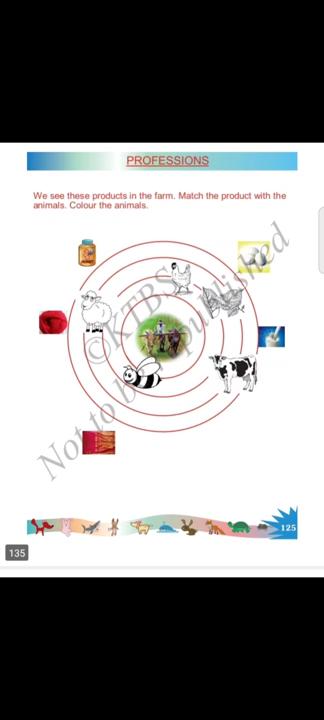 PROFESSIONS
We see these products in the farm. Match the product with the
animals. Colour the animals.
©KTBS
Not to be published
125
135